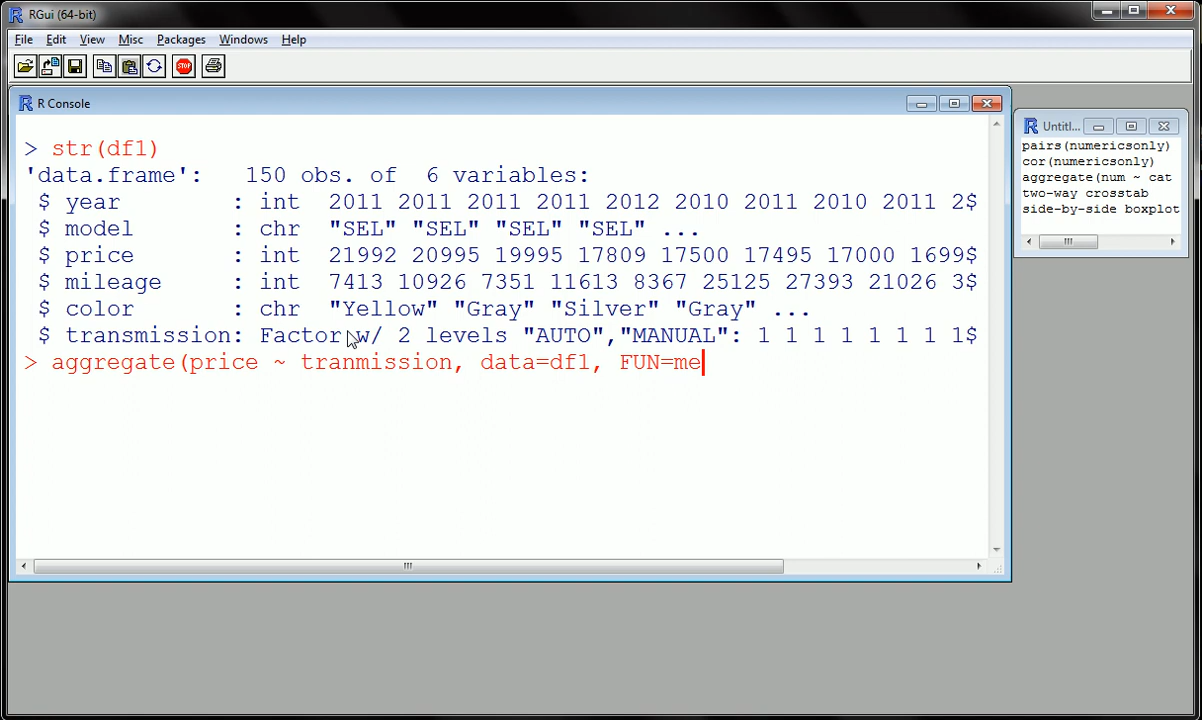 RGui (64-bit)
File Edit View Misc Packages Windows Help
STOP
R Console
> str(df1)
'data.frame': 150 obs. of 6 variables:
$ year : int 2011 2011 2011 2011 2012 2010 2011 2010 2011 2$
$ model : chr "SEL" "SEL" "SEL" "SEL" ...
$ price : int 21992 20995 19995 17809 17500 17495 17000 1699$
$ mileage : int 7413 10926 7351 11613 8367 25125 27393 21026 3$
$ color : chr "Yellow" "Gray" "Silver" "Gray" ...
$ transmission: Factor w/ 2 levels "AUTO","MANUAL": 1 1 1 1 1 1 1 1$
> aggregate(price ~ tranmission, data=df1, FUN=me
Untitl...
pairs(numericsonly)
cor(numericsonly)
aggregate(num ~ cat
two-way crosstab
side-by-side boxplot